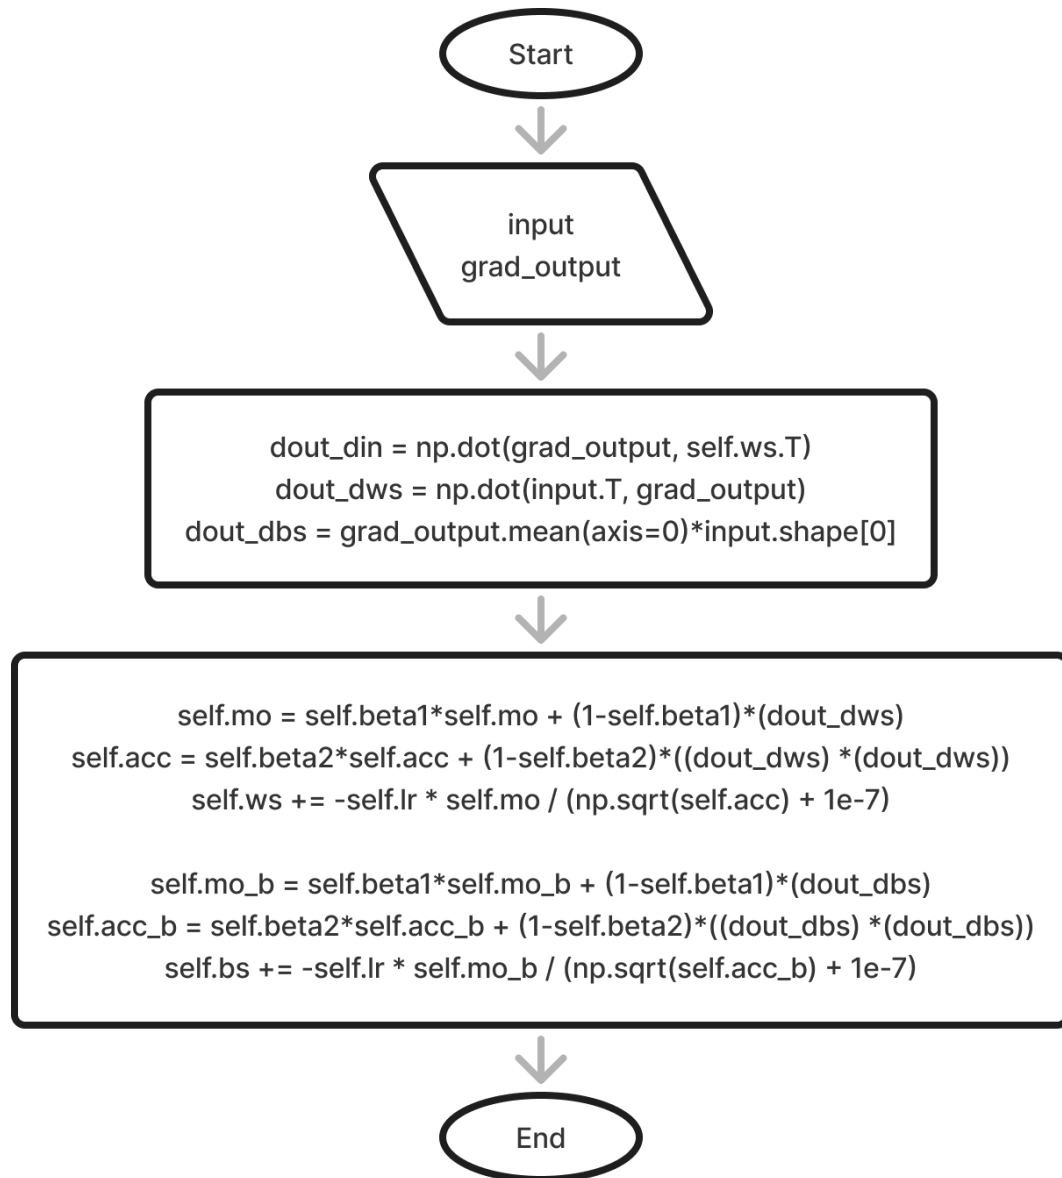 Start
input
grad_output
dout_din = np.dot(grad_output, self.ws.T)
dout_dws = np.dot(input.T, grad_output)
dout_dbs = grad_output.mean(axis=0)*input.shape[0]
self.mo = self.beta1*self.mo + (1-self.beta1)*(dout_dws)
self.acc = self.beta2*self.acc + (1-self.beta2)*((dout_dws) *(dout_dws))
self.ws += -self.lr * self.mo / (np.sqrt(self.acc) + 1e-7)
self.mo_b = self.beta1*self.mo_b + (1-self.beta1)*(dout_dbs)
self.acc_b = self.beta2*self.acc_b + (1-self.beta2)*((dout_dbs) *(dout_dbs))
self.bs += -self.lr * self.mo_b / (np.sqrt(self.acc_b) + 1e-7)
End